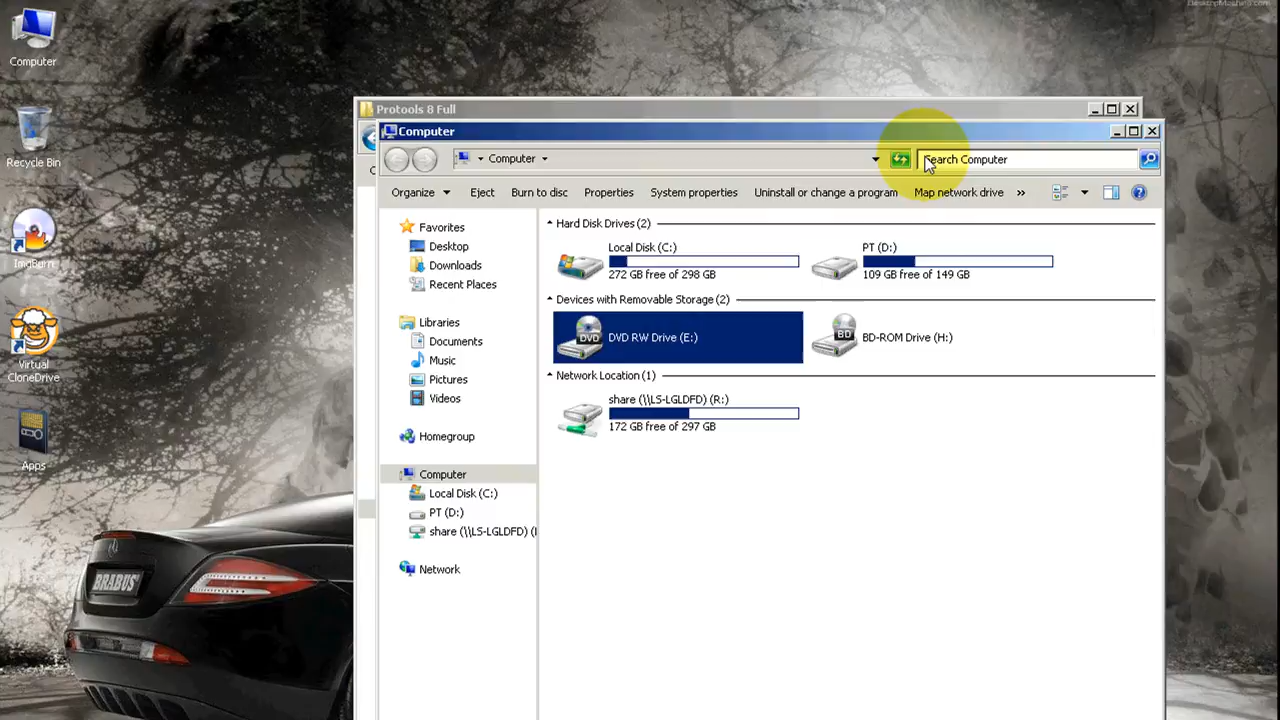 DesktopMachine.com
Computer
Recycle Bin
ImgBurn
Virtual
CloneDrive
Apps
Protools 8 Full
Computer
Computer
Search Computer
Organize
Eject
Burn to disc
Properties
System properties
Uninstall or change a program
Map network drive
»
Favorites
Desktop
Downloads
Recent Places
Libraries
Documents
Music
Pictures
Videos
Homegroup
Computer
Local Disk (C:)
PT (D:)
share (\\LS-LGLDFD) (
Network
Hard Disk Drives (2)
Local Disk (C:)
272 GB free of 298 GB
PT (D:)
109 GB free of 149 GB
Devices with Removable Storage (2)
DVD
DVD RW Drive (E:)
BD
BD-ROM Drive (H:)
Network Location (1)
share (\\LS-LGLDFD) (R:)
172 GB free of 297 GB
BRABUS